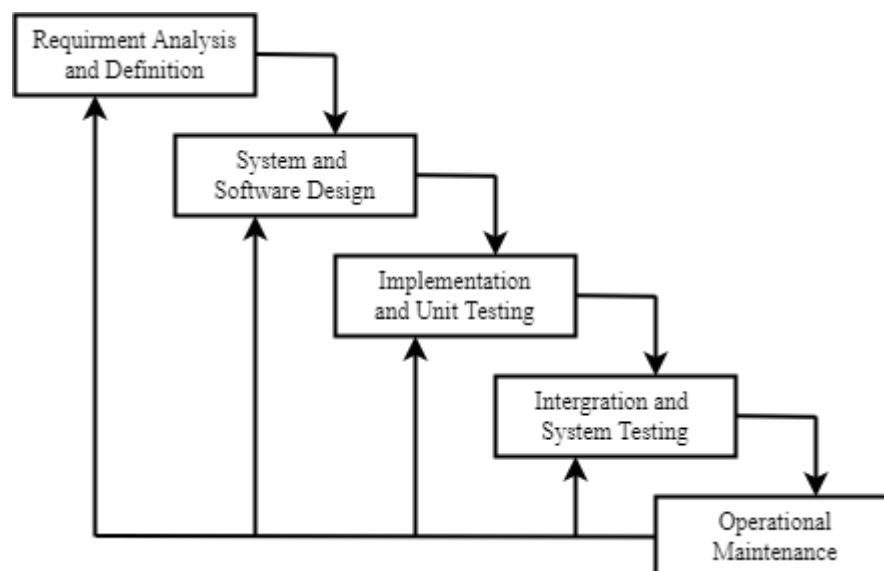 Requirment Analysis
and Definition
System and
Software Design
Implementation
and Unit Testing
Intergration and
System Testing
Operational
Maintenance